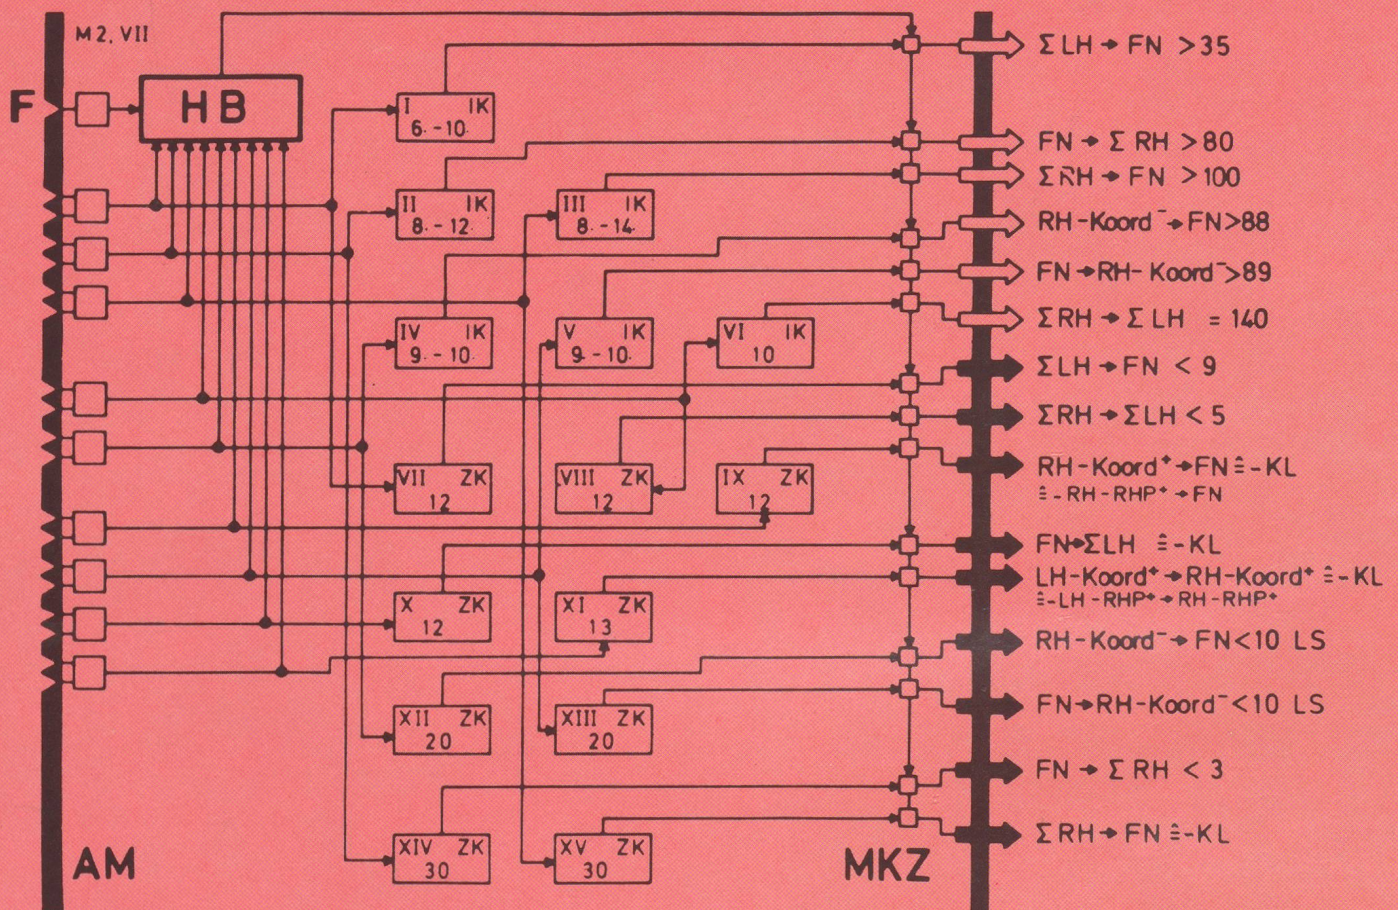 M 2, VII
F
HB
I IK
6. -10.
II IK
8. -12.
III IK
8. -14.
IV IK
9. -10.
V IK
9. -10.
VI IK
10
VII ZK
12
VIII ZK
12
IX ZK
12
X ZK
12
XI ZK
13
XII ZK
20
XIII ZK
20
XIV ZK
30
XV ZK
30
AM
MKZ
Σ LH → FN > 35
FN → Σ RH > 80
ΣRH → FN > 100
RH-Koord⁻ → FN > 88
FN → RH-Koord⁻ > 89
ΣRH → ΣLH = 140
ΣLH → FN < 9
ΣRH → ΣLH < 5
RH-Koord⁺ → FN ≙ -KL
≙ -RH-RHP⁺ → FN
FN → ΣLH ≙ -KL
LH-Koord⁺ → RH-Koord⁺ ≙ -KL
≙ -LH-RHP⁺ → RH-RHP⁺
RH-Koord⁻ → FN < 10 LS
FN → RH-Koord⁻ < 10 LS
FN → Σ RH < 3
Σ RH → FN ≙ -KL